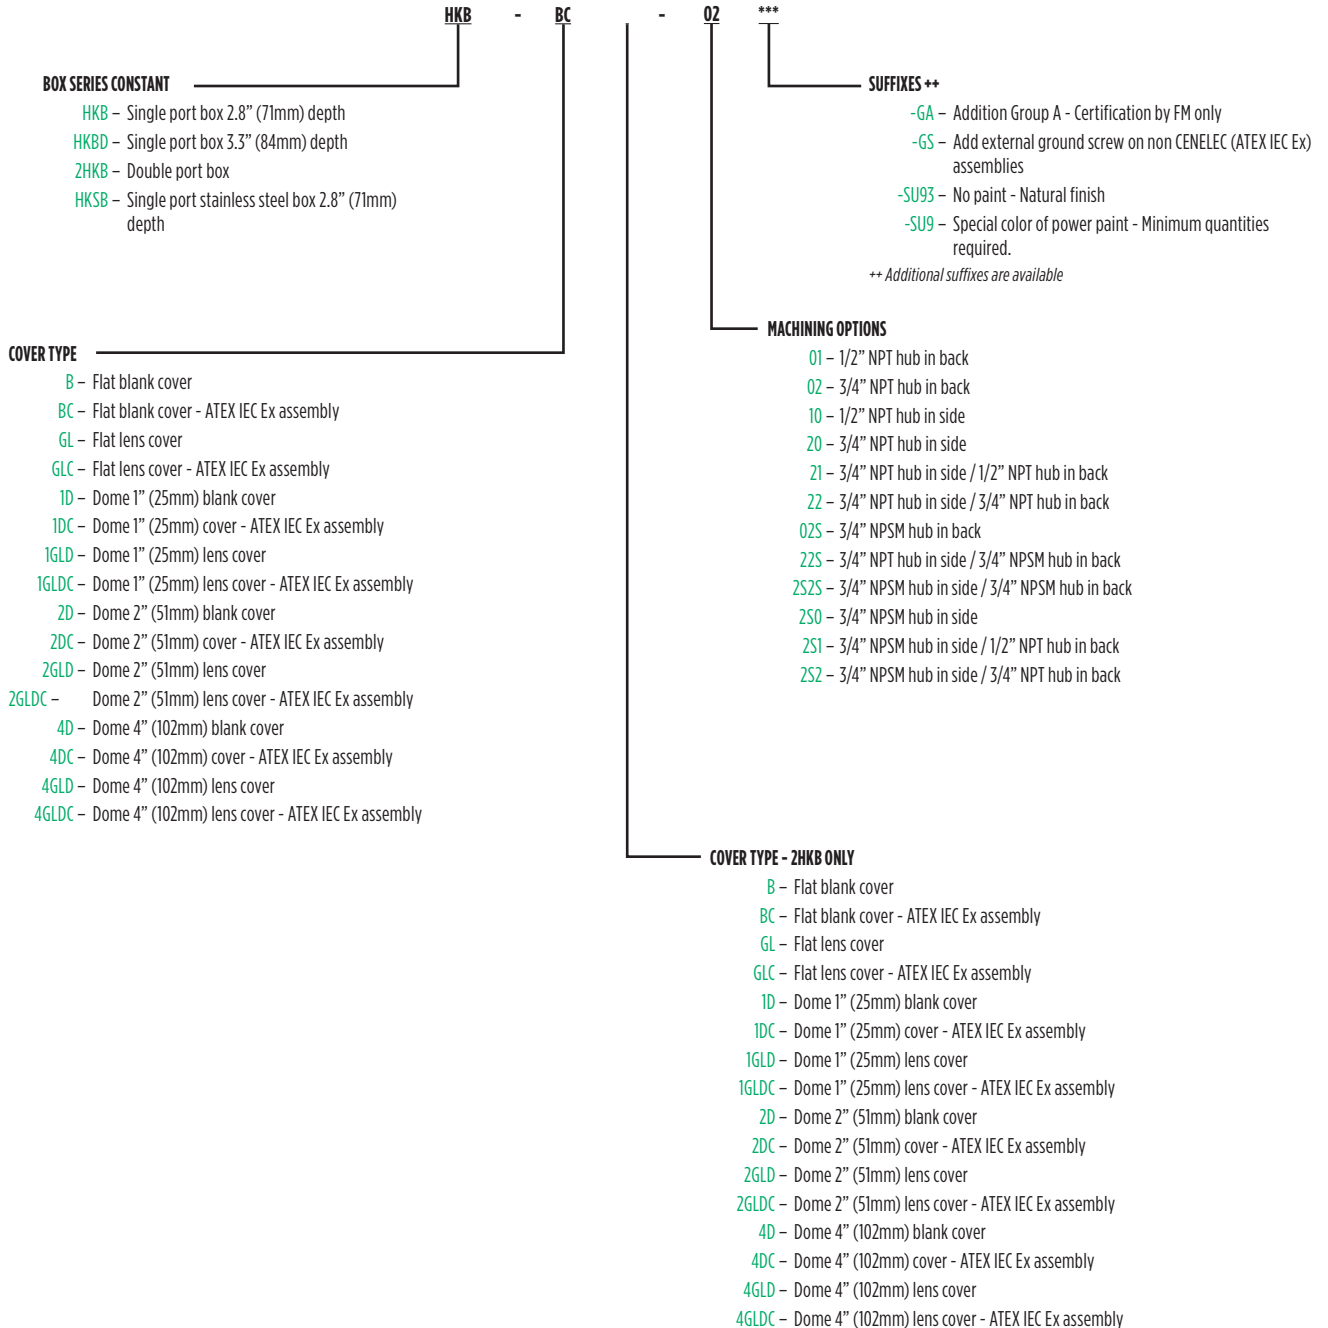 HKB - BC - 02 ***
BOX SERIES CONSTANT
HKB – Single port box 2.8” (71mm) depth
HKBD – Single port box 3.3” (84mm) depth
2HKB – Double port box
HKSB – Single port stainless steel box 2.8” (71mm)
depth
SUFFIXES ++
-GA – Addition Group A - Certification by FM only
-GS – Add external ground screw on non CENELEC (ATEX IEC Ex)
assemblies
-SU93 – No paint - Natural finish
-SU9 – Special color of power paint - Minimum quantities
required.
++ Additional suffixes are available
MACHINING OPTIONS
01 – 1/2” NPT hub in back
02 – 3/4” NPT hub in back
10 – 1/2” NPT hub in side
20 – 3/4” NPT hub in side
21 – 3/4” NPT hub in side / 1/2” NPT hub in back
22 – 3/4” NPT hub in side / 3/4” NPT hub in back
02S – 3/4” NPSM hub in back
22S – 3/4” NPT hub in side / 3/4” NPSM hub in back
2S2S – 3/4” NPSM hub in side / 3/4” NPSM hub in back
2S0 – 3/4” NPSM hub in side
2S1 – 3/4” NPSM hub in side / 1/2” NPT hub in back
2S2 – 3/4” NPSM hub in side / 3/4” NPT hub in back
COVER TYPE
B – Flat blank cover
BC – Flat blank cover - ATEX IEC Ex assembly
GL – Flat lens cover
GLC – Flat lens cover - ATEX IEC Ex assembly
1D – Dome 1” (25mm) blank cover
1DC – Dome 1” (25mm) cover - ATEX IEC Ex assembly
1GLD – Dome 1” (25mm) lens cover
1GLDC – Dome 1” (25mm) lens cover - ATEX IEC Ex assembly
2D – Dome 2” (51mm) blank cover
2DC – Dome 2” (51mm) cover - ATEX IEC Ex assembly
2GLD – Dome 2” (51mm) lens cover
2GLDC – Dome 2” (51mm) lens cover - ATEX IEC Ex assembly
4D – Dome 4” (102mm) blank cover
4DC – Dome 4” (102mm) cover - ATEX IEC Ex assembly
4GLD – Dome 4” (102mm) lens cover
4GLDC – Dome 4” (102mm) lens cover - ATEX IEC Ex assembly
COVER TYPE - 2HKB ONLY
B – Flat blank cover
BC – Flat blank cover - ATEX IEC Ex assembly
GL – Flat lens cover
GLC – Flat lens cover - ATEX IEC Ex assembly
1D – Dome 1” (25mm) blank cover
1DC – Dome 1” (25mm) cover - ATEX IEC Ex assembly
1GLD – Dome 1” (25mm) lens cover
1GLDC – Dome 1” (25mm) lens cover - ATEX IEC Ex assembly
2D – Dome 2” (51mm) blank cover
2DC – Dome 2” (51mm) cover - ATEX IEC Ex assembly
2GLD – Dome 2” (51mm) lens cover
2GLDC – Dome 2” (51mm) lens cover - ATEX IEC Ex assembly
4D – Dome 4” (102mm) blank cover
4DC – Dome 4” (102mm) cover - ATEX IEC Ex assembly
4GLD – Dome 4” (102mm) lens cover
4GLDC – Dome 4” (102mm) lens cover - ATEX IEC Ex assembly